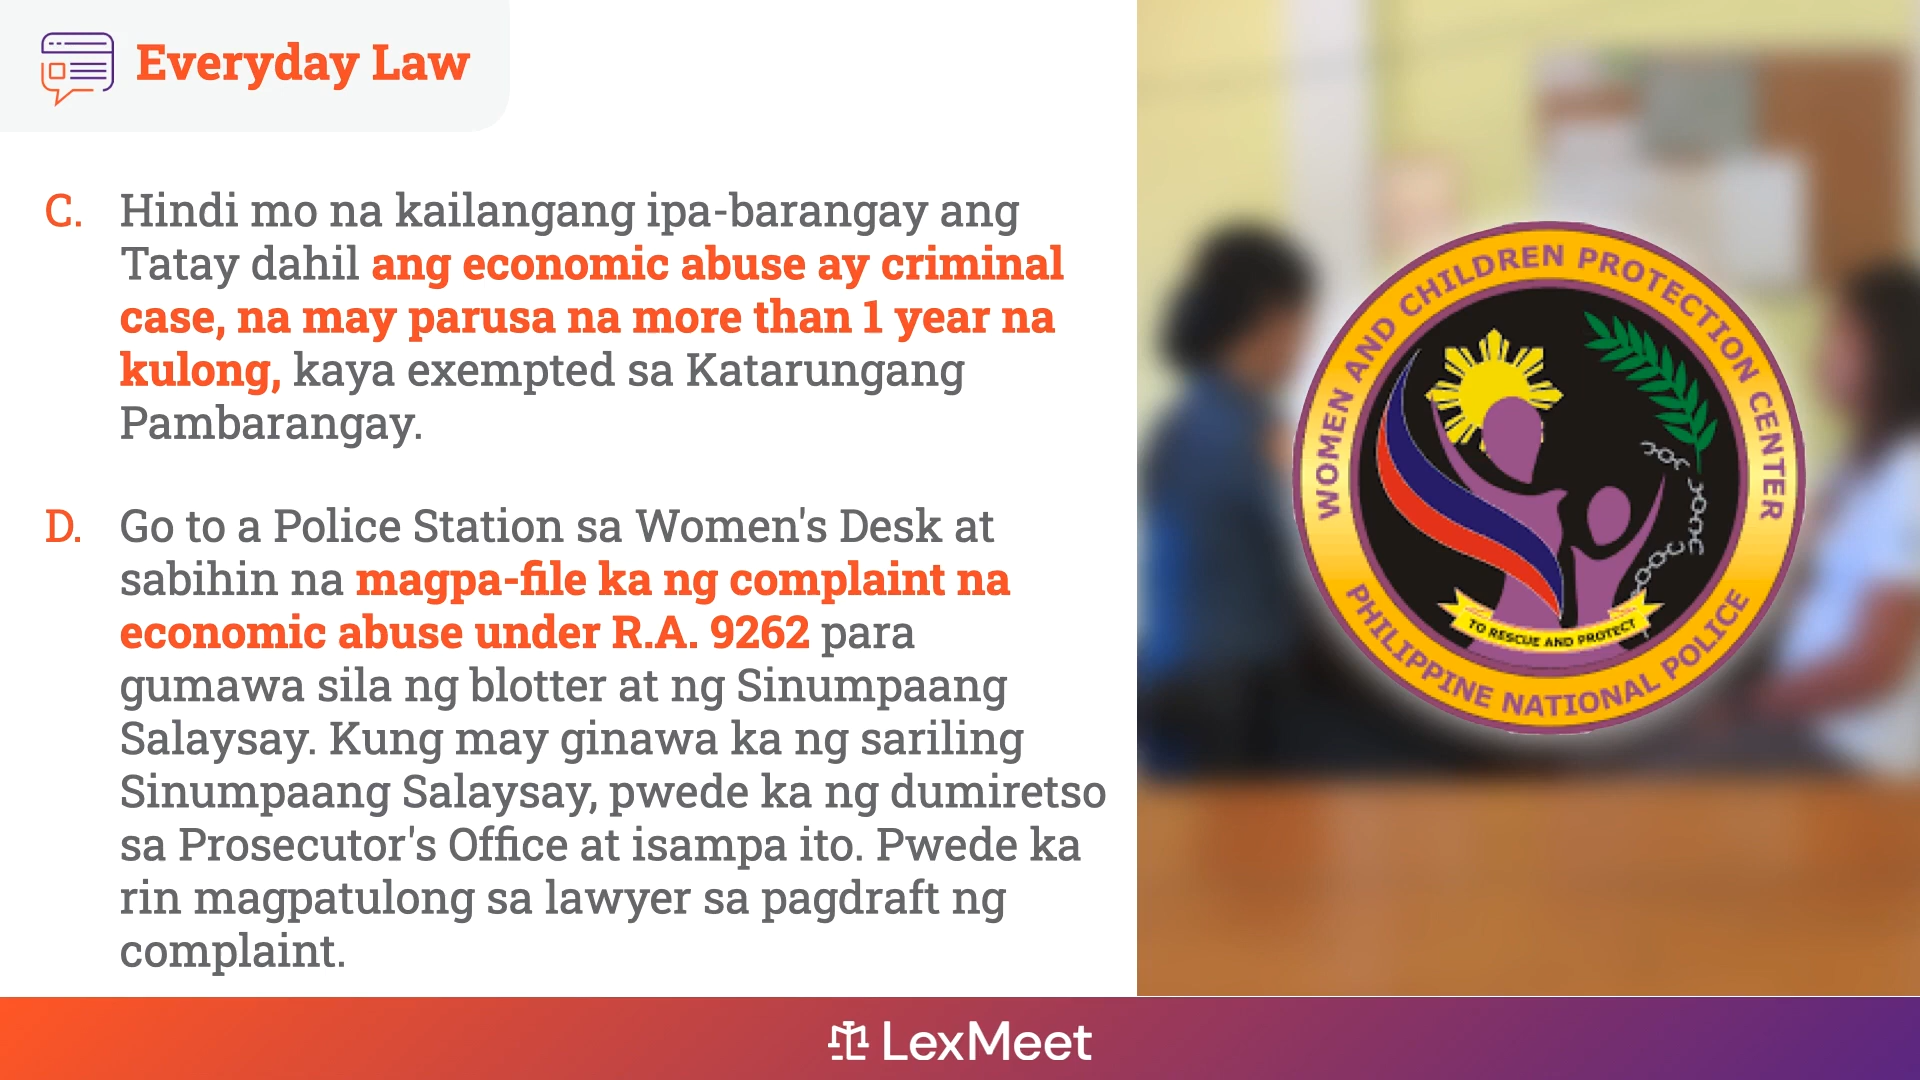 Everyday Law
C. Hindi mo na kailangang ipa-barangay ang
Tatay dahil ang economic abuse ay criminal
case, na may parusa na more than 1 year na
kulong, kaya exempted sa Katarungang
Pambarangay.
D. Go to a Police Station sa Women's Desk at
sabihin na magpa-file ka ng complaint na
economic abuse under R.A. 9262 para
gumawa sila ng blotter at ng Sinumpaang
Salaysay. Kung may ginawa ka ng sariling
Sinumpaang Salaysay, pwede ka ng dumiretso
sa Prosecutor's Office at isampa ito. Pwede ka
rin magpatulong sa lawyer sa pagdraft ng
complaint.
WOMEN AND CHILDREN PROTECTION CENTER
TO RESCUE AND PROTECT
PHILIPPINE NATIONAL POLICE
LexMeet